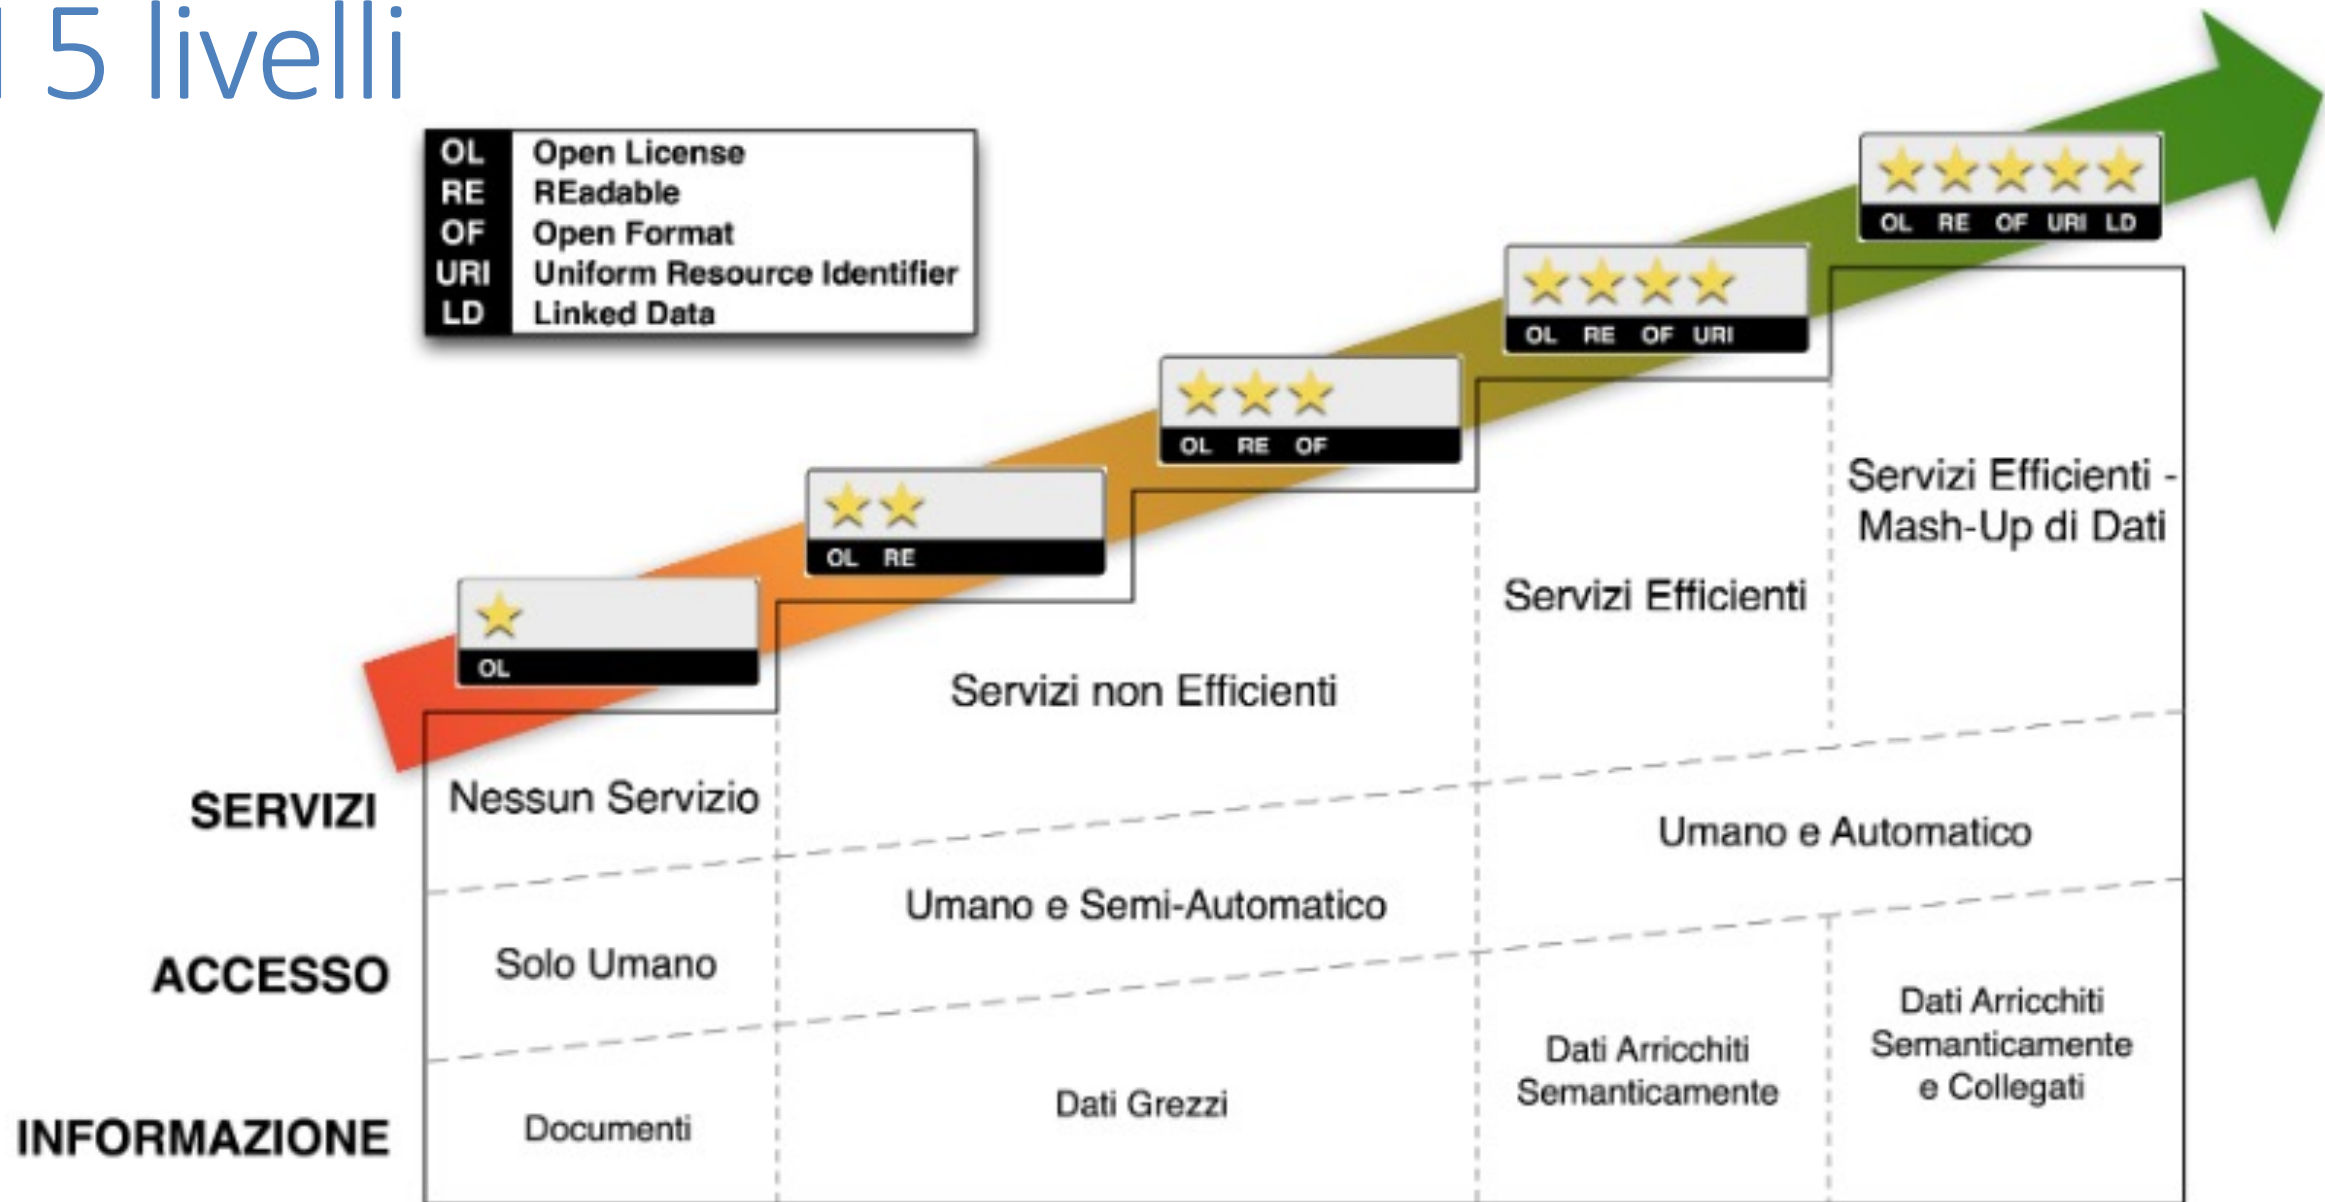 5 livelli
OL Open License
RE REadable
OF Open Format
URI Uniform Resource Identifier
LD Linked Data
OL RE OF URI LD
OL RE OF URI
OL RE OF
OL RE
OL
Servizi Efficienti -
Mash-Up di Dati
Servizi Efficienti
Servizi non Efficienti
SERVIZI
Nessun Servizio
Umano e Automatico
Umano e Semi-Automatico
ACCESSO
Solo Umano
Dati Arricchiti
Semanticamente
e Collegati
Dati Arricchiti
Semanticamente
Dati Grezzi
INFORMAZIONE
Documenti